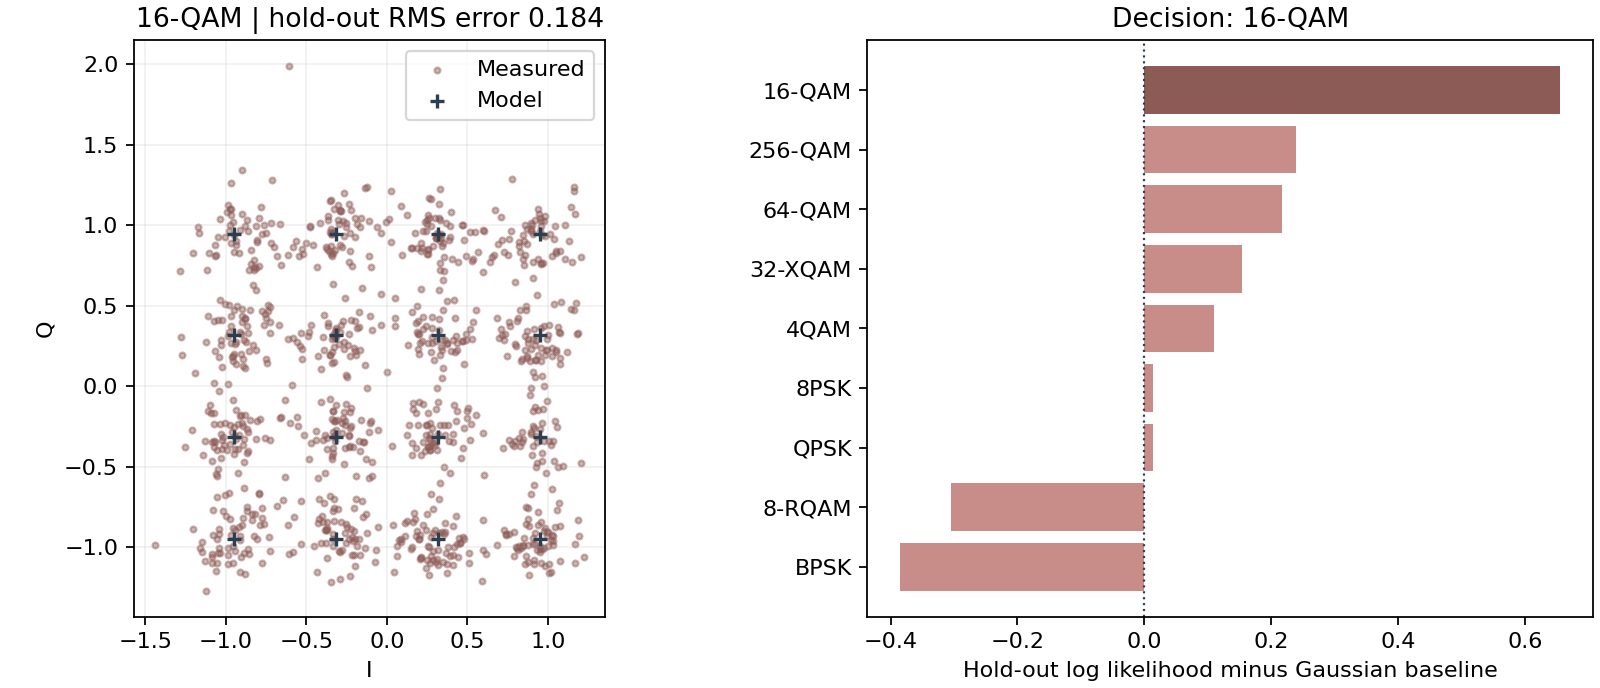 16-QAM | hold-out RMS error 0.184
Measured
Model
2.0
1.5
1.0
0.5
0.0
−0.5
−1.0
Q
−1.5
−1.0
−0.5
0.0
0.5
1.0
I
Decision: 16-QAM
16-QAM
256-QAM
64-QAM
32-XQAM
4QAM
8PSK
QPSK
8-RQAM
BPSK
−0.4
−0.2
0.0
0.2
0.4
0.6
Hold-out log likelihood minus Gaussian baseline